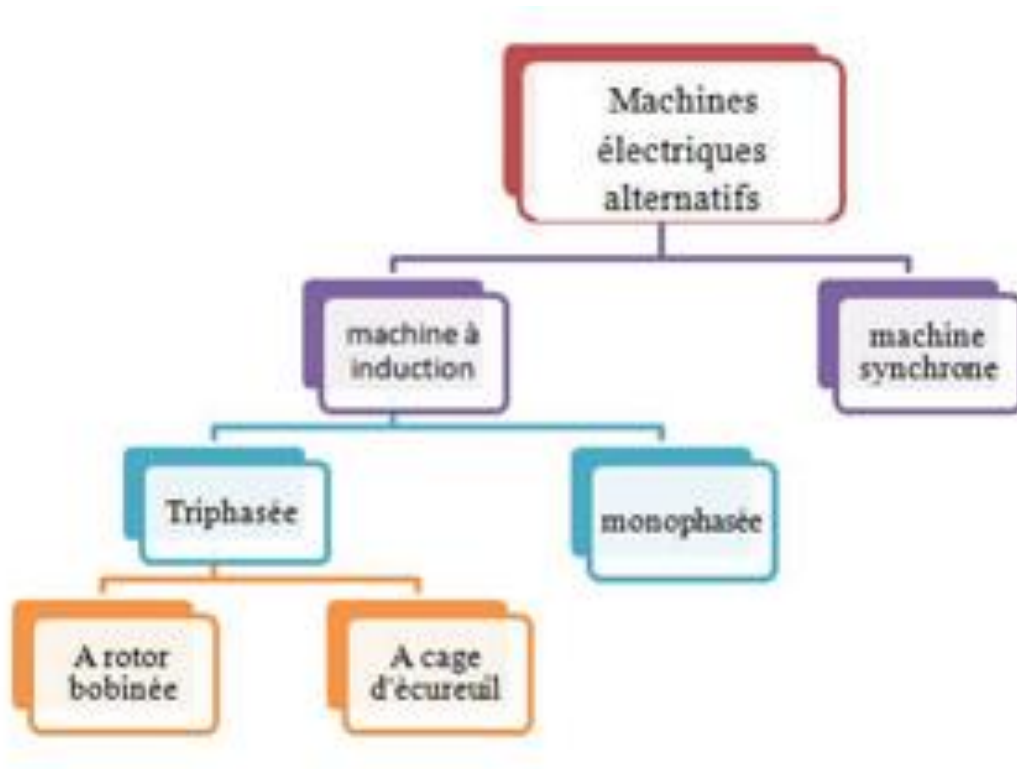 Machines
électriques
alternatifs
machine à
induction
machine
synchrone
Triphasée
monophasée
A rotor
bobinée
A cage
d'écureuil